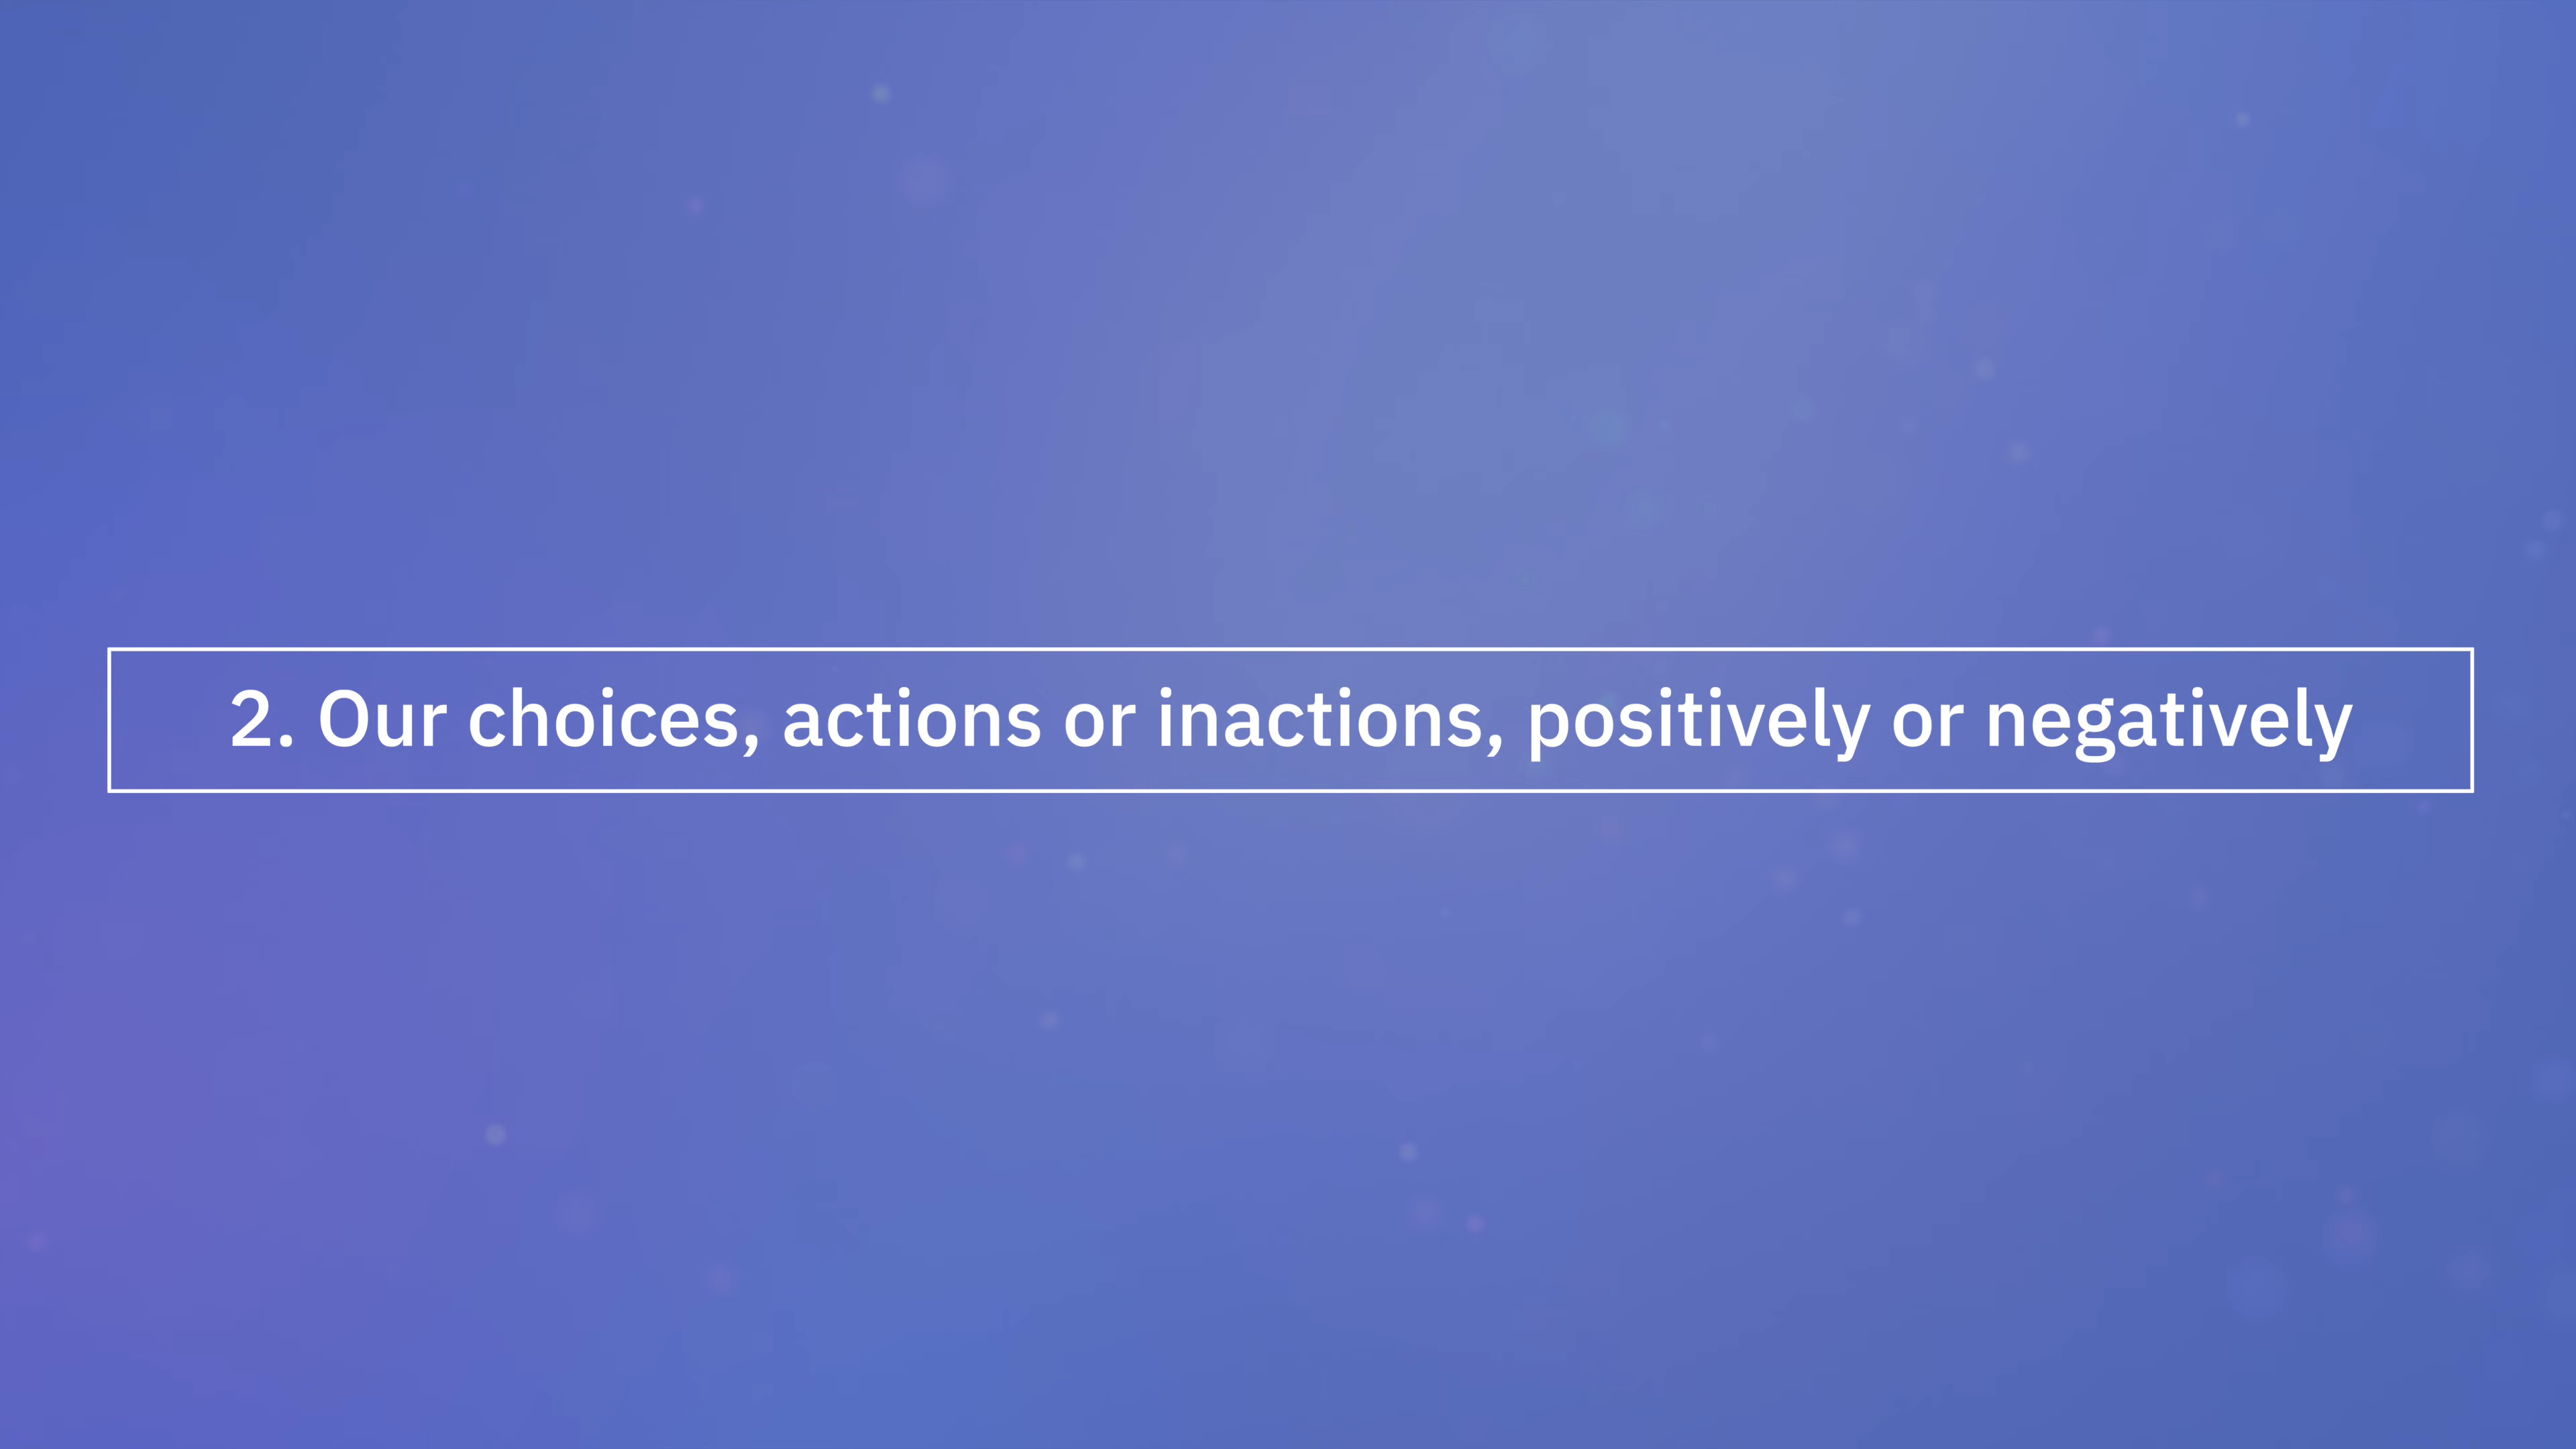 2. Our choices, actions or inactions, positively or negatively